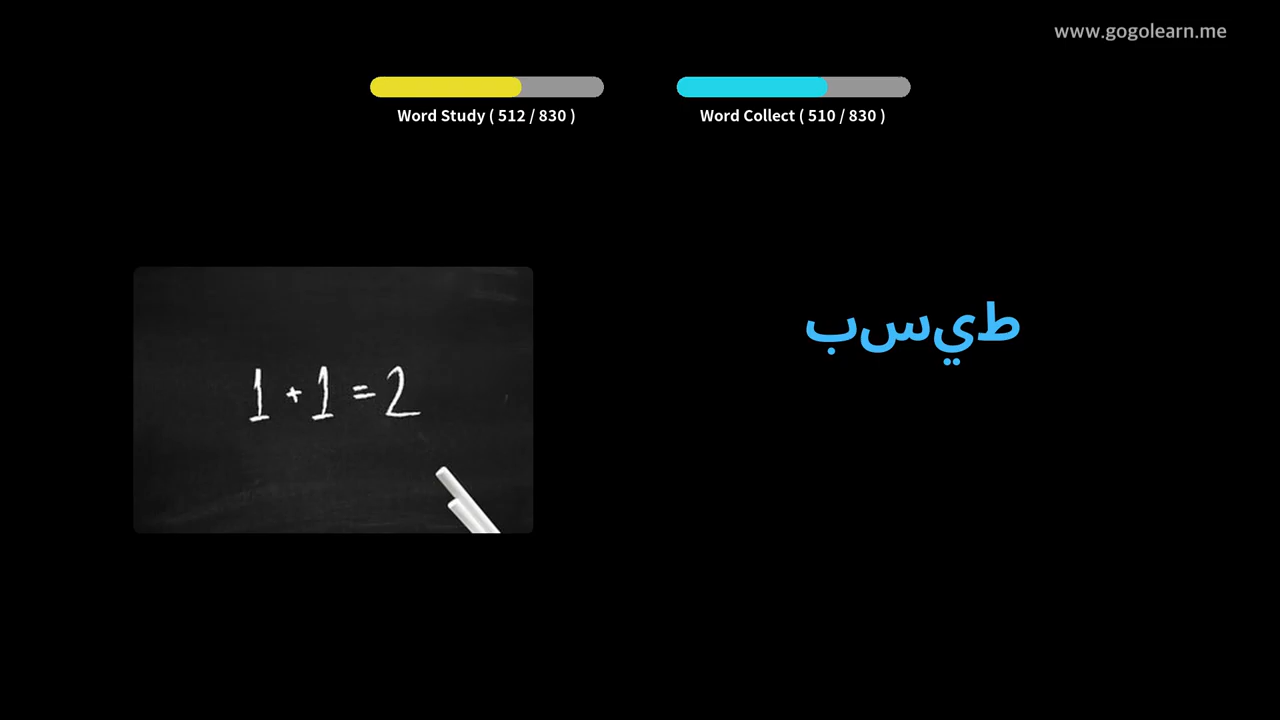 www.gogolearn.me
Word Study ( 512 / 830 )
Word Collect ( 510 / 830 )
1 + 1 = 2
بسيط